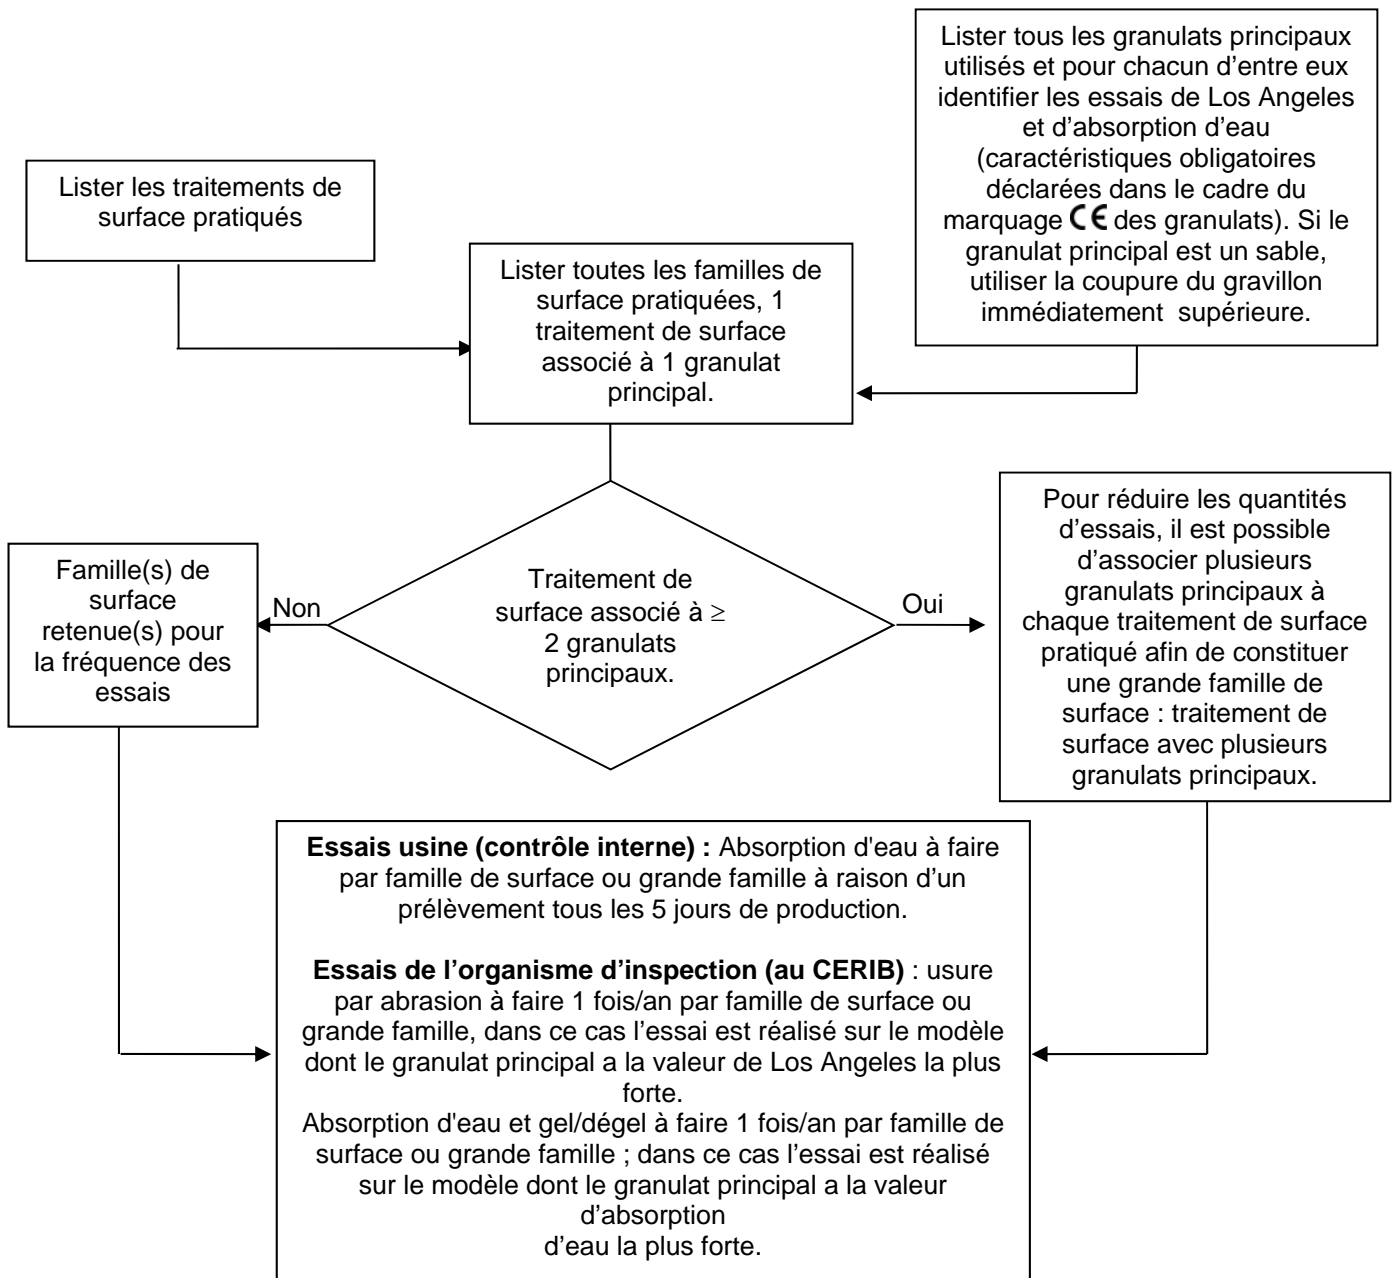 Lister tous les granulats principaux
utilisés et pour chacun d'entre eux
identifier les essais de Los Angeles
et d'absorption d'eau
(caractéristiques obligatoires
déclarées dans le cadre du
marquage CE des granulats). Si le
granulat principal est un sable,
utiliser la coupure du gravillon
immédiatement supérieure.
Lister les traitements de
surface pratiqués
Lister toutes les familles de
surface pratiquées, 1
traitement de surface
associé à 1 granulat
principal.
Famille(s) de
surface
retenue(s) pour
la fréquence des
essais
Non
Traitement de
surface associé à ≥
2 granulats
principaux.
Oui
Pour réduire les quantités
d'essais, il est possible
d'associer plusieurs
granulats principaux à
chaque traitement de surface
pratiqué afin de constituer
une grande famille de
surface : traitement de
surface avec plusieurs
granulats principaux.
Essais usine (contrôle interne) : Absorption d'eau à faire
par famille de surface ou grande famille à raison d'un
prélèvement tous les 5 jours de production.
Essais de l'organisme d'inspection (au CERIB) : usure
par abrasion à faire 1 fois/an par famille de surface ou
grande famille, dans ce cas l'essai est réalisé sur le modèle
dont le granulat principal a la valeur de Los Angeles la plus
forte.
Absorption d'eau et gel/dégel à faire 1 fois/an par famille de
surface ou grande famille ; dans ce cas l'essai est réalisé
sur le modèle dont le granulat principal a la valeur
d'absorption
d'eau la plus forte.